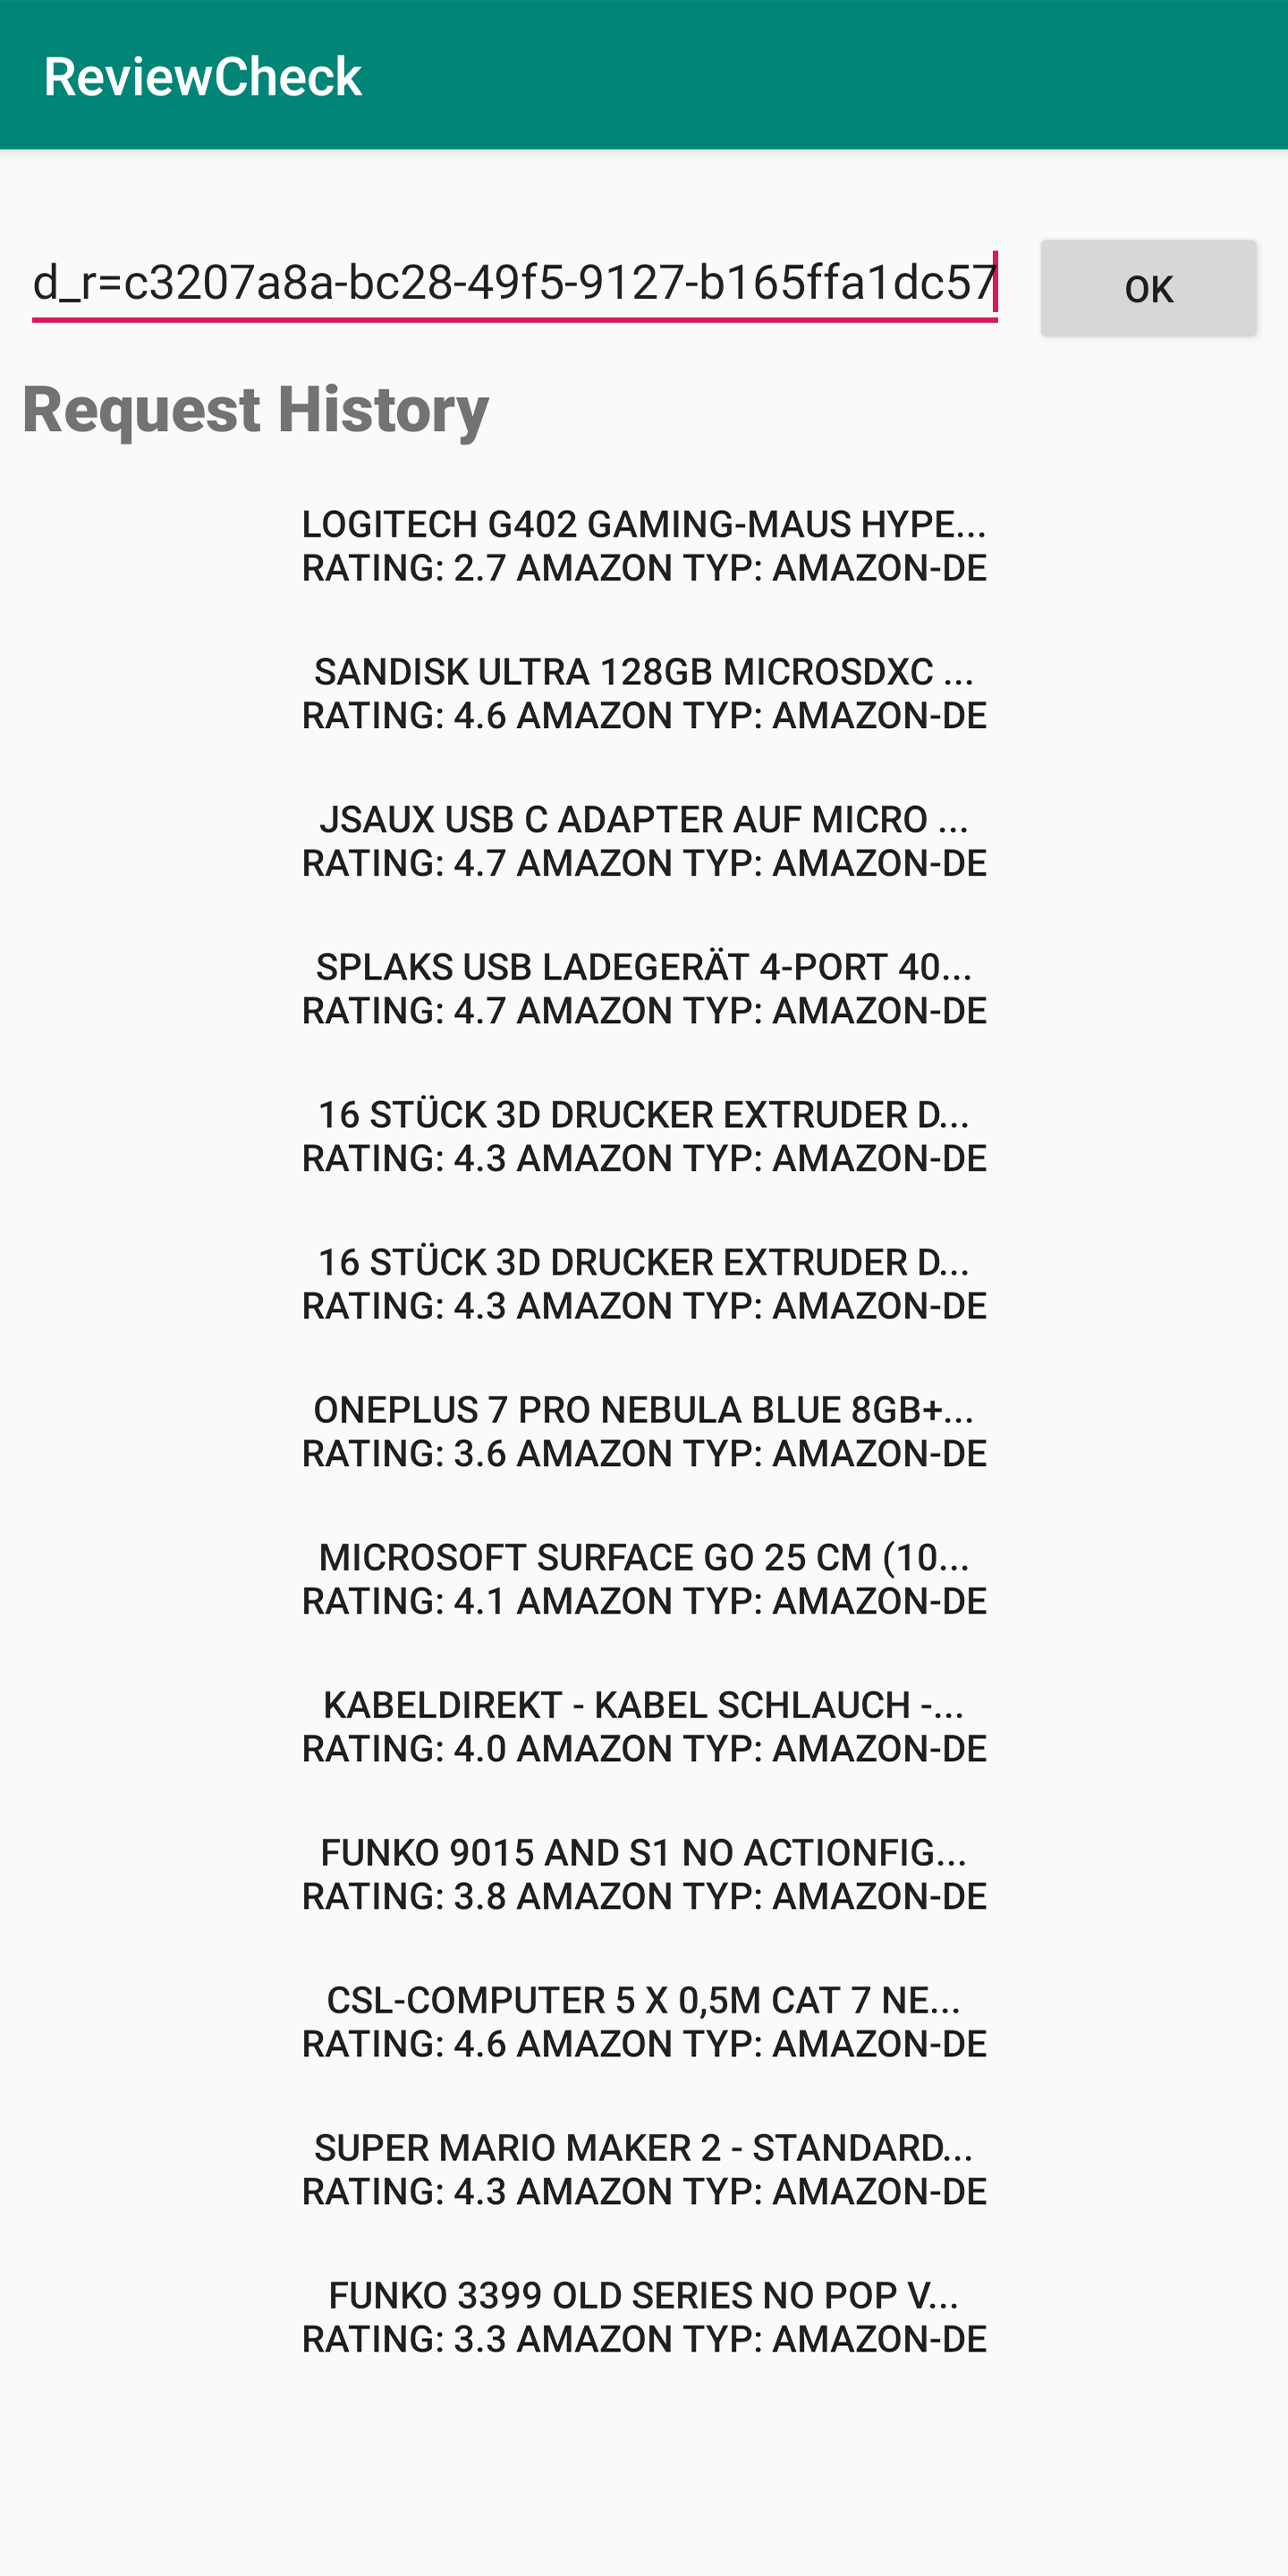 ReviewCheck
d_r=c3207a8a-bc28-49f5-9127-b165ffa1dc57
OK
Request History
LOGITECH G402 GAMING-MAUS HYPE...
RATING: 2.7 AMAZON TYP: AMAZON-DE
SANDISK ULTRA 128GB MICROSDXC ...
RATING: 4.6 AMAZON TYP: AMAZON-DE
JSAUX USB C ADAPTER AUF MICRO ...
RATING: 4.7 AMAZON TYP: AMAZON-DE
SPLAKS USB LADEGERÄT 4-PORT 40...
RATING: 4.7 AMAZON TYP: AMAZON-DE
16 STÜCK 3D DRUCKER EXTRUDER D...
RATING: 4.3 AMAZON TYP: AMAZON-DE
16 STÜCK 3D DRUCKER EXTRUDER D...
RATING: 4.3 AMAZON TYP: AMAZON-DE
ONEPLUS 7 PRO NEBULA BLUE 8GB+...
RATING: 3.6 AMAZON TYP: AMAZON-DE
MICROSOFT SURFACE GO 25 CM (10...
RATING: 4.1 AMAZON TYP: AMAZON-DE
KABELDIREKT - KABEL SCHLAUCH -...
RATING: 4.0 AMAZON TYP: AMAZON-DE
FUNKO 9015 AND S1 NO ACTIONFIG...
RATING: 3.8 AMAZON TYP: AMAZON-DE
CSL-COMPUTER 5 X 0,5M CAT 7 NE...
RATING: 4.6 AMAZON TYP: AMAZON-DE
SUPER MARIO MAKER 2 - STANDARD...
RATING: 4.3 AMAZON TYP: AMAZON-DE
FUNKO 3399 OLD SERIES NO POP V...
RATING: 3.3 AMAZON TYP: AMAZON-DE